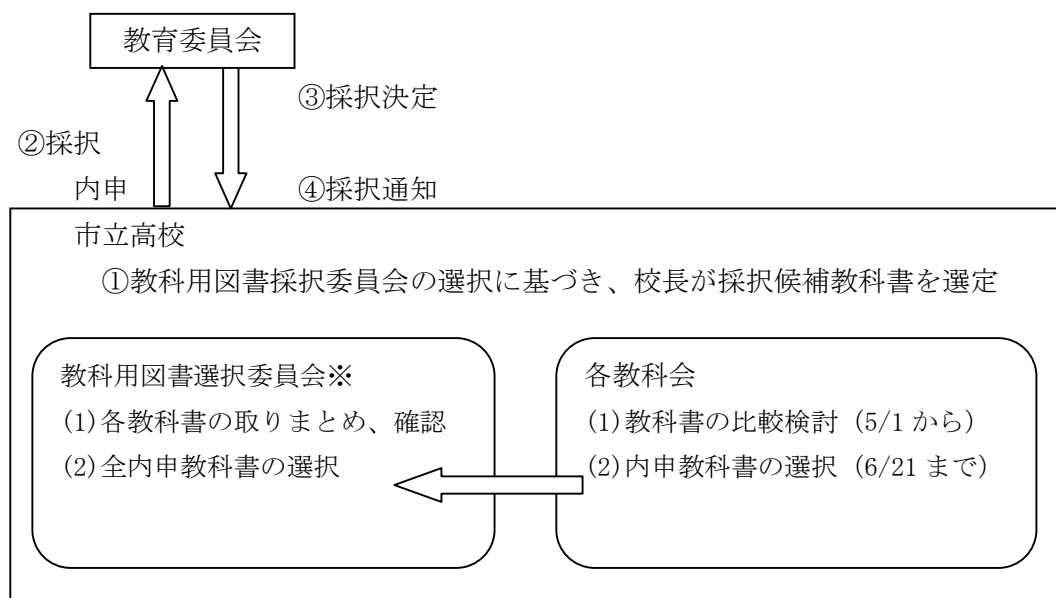 教育委員会
③採択決定
②採択
内申
④採択通知
市立高校
①教科用図書採択委員会の選択に基づき、校長が採択候補教科書を選定
教科用図書選択委員会※
(1)各教科書の取りまとめ、確認
(2)全内申教科書の選択
各教科会
(1)教科書の比較検討（5/1 から）
(2)内申教科書の選択（6/21 まで）